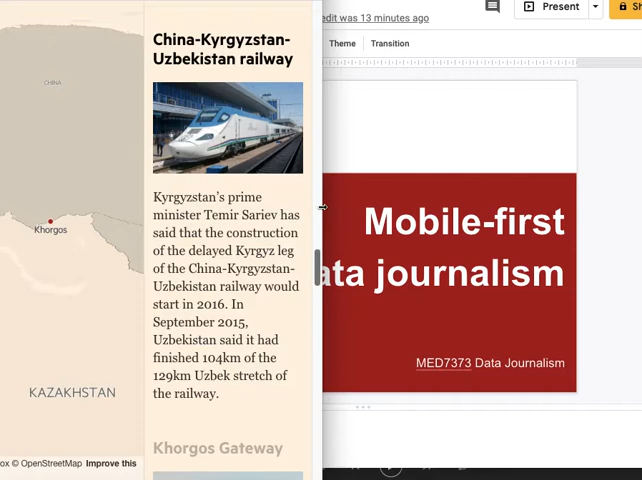 CHINA
Khorgos
KAZAKHSTAN
ox © OpenStreetMap Improve this
China-Kyrgyzstan-
Uzbekistan railway
Kyrgyzstan’s prime
minister Temir Sariev has
said that the construction
of the delayed Kyrgyz leg
of the China-Kyrgyzstan-
Uzbekistan railway would
start in 2016. In
September 2015,
Uzbekistan said it had
finished 104km of the
129km Uzbek stretch of
the railway.
Khorgos Gateway
edit was 13 minutes ago
Present
Sh
Theme Transition
Mobile-first
ata journalism
MED7373 Data Journalism